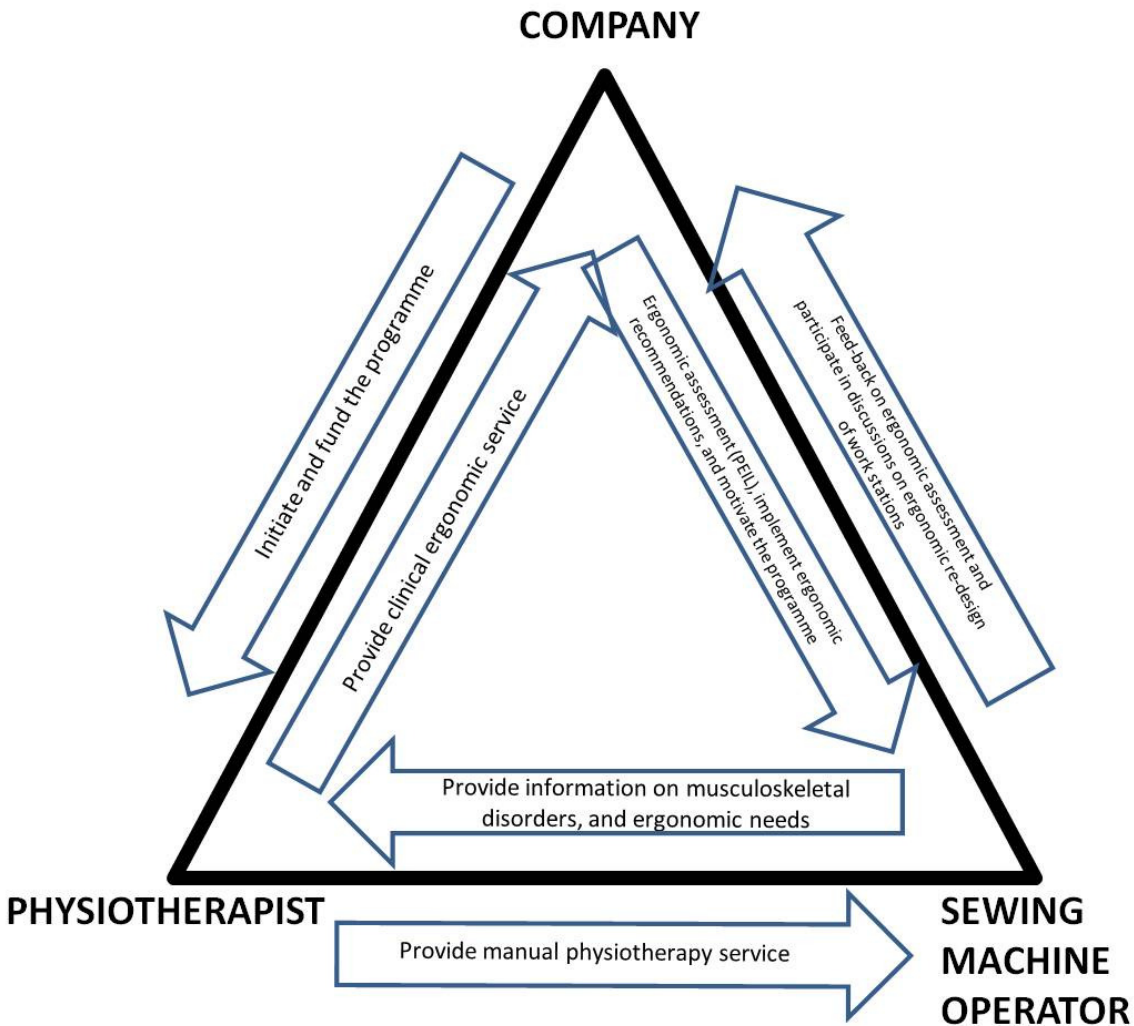 COMPANY
Initiate and fund the programme
Provide clinical ergonomic service
Ergonomic assessment (PEIL), implement ergonomic
recommendations, and motivate the programme
Feed-back on ergonomic assessment and
participate in discussions on ergonomic re-design
of work stations
Provide information on musculoskeletal
disorders, and ergonomic needs
PHYSIOTHERAPIST
Provide manual physiotherapy service
SEWING
MACHINE
OPERATOR